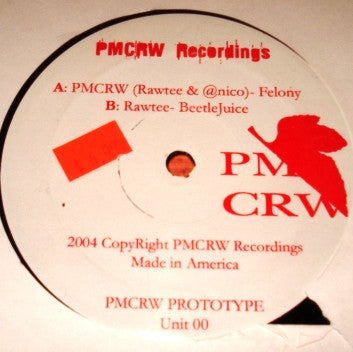 PMCRW Recordings
A: PMCRW (Rawtee & @nico)- Felony
B: Rawtee- BeetleJuice
PM
CRW
2004 CopyRight PMCRW Recordings
Made in America
PMCRW PROTOTYPE
Unit 00